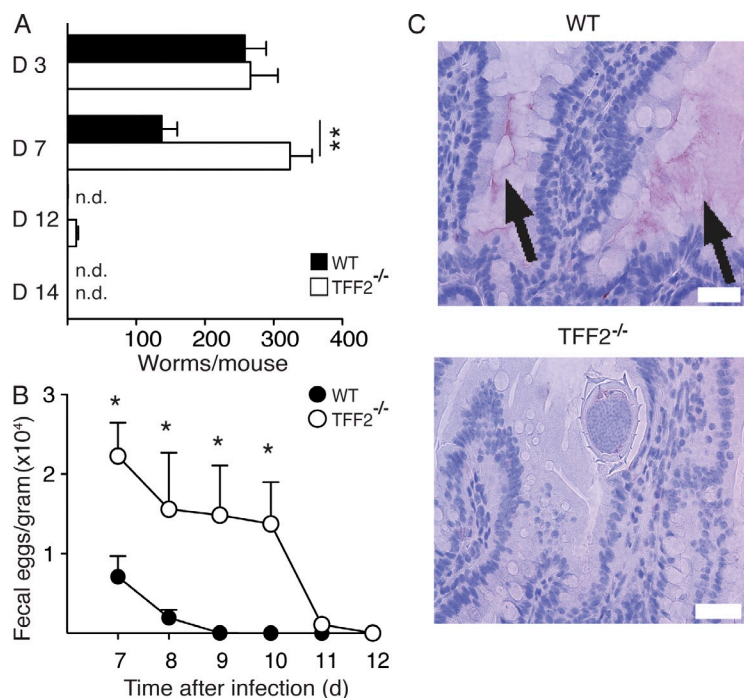 A
D 3
D 7
**
n.d.
D 12
n.d.
n.d.
D 14
WT
TFF2-/-
100 200 300 400
Worms/mouse
B
3
2
1
Fecal eggs/gram (x10⁴)
WT
TFF2-/-
* * * *
7 8 9 10 11 12
Time after infection (d)
C
WT
TFF2-/-